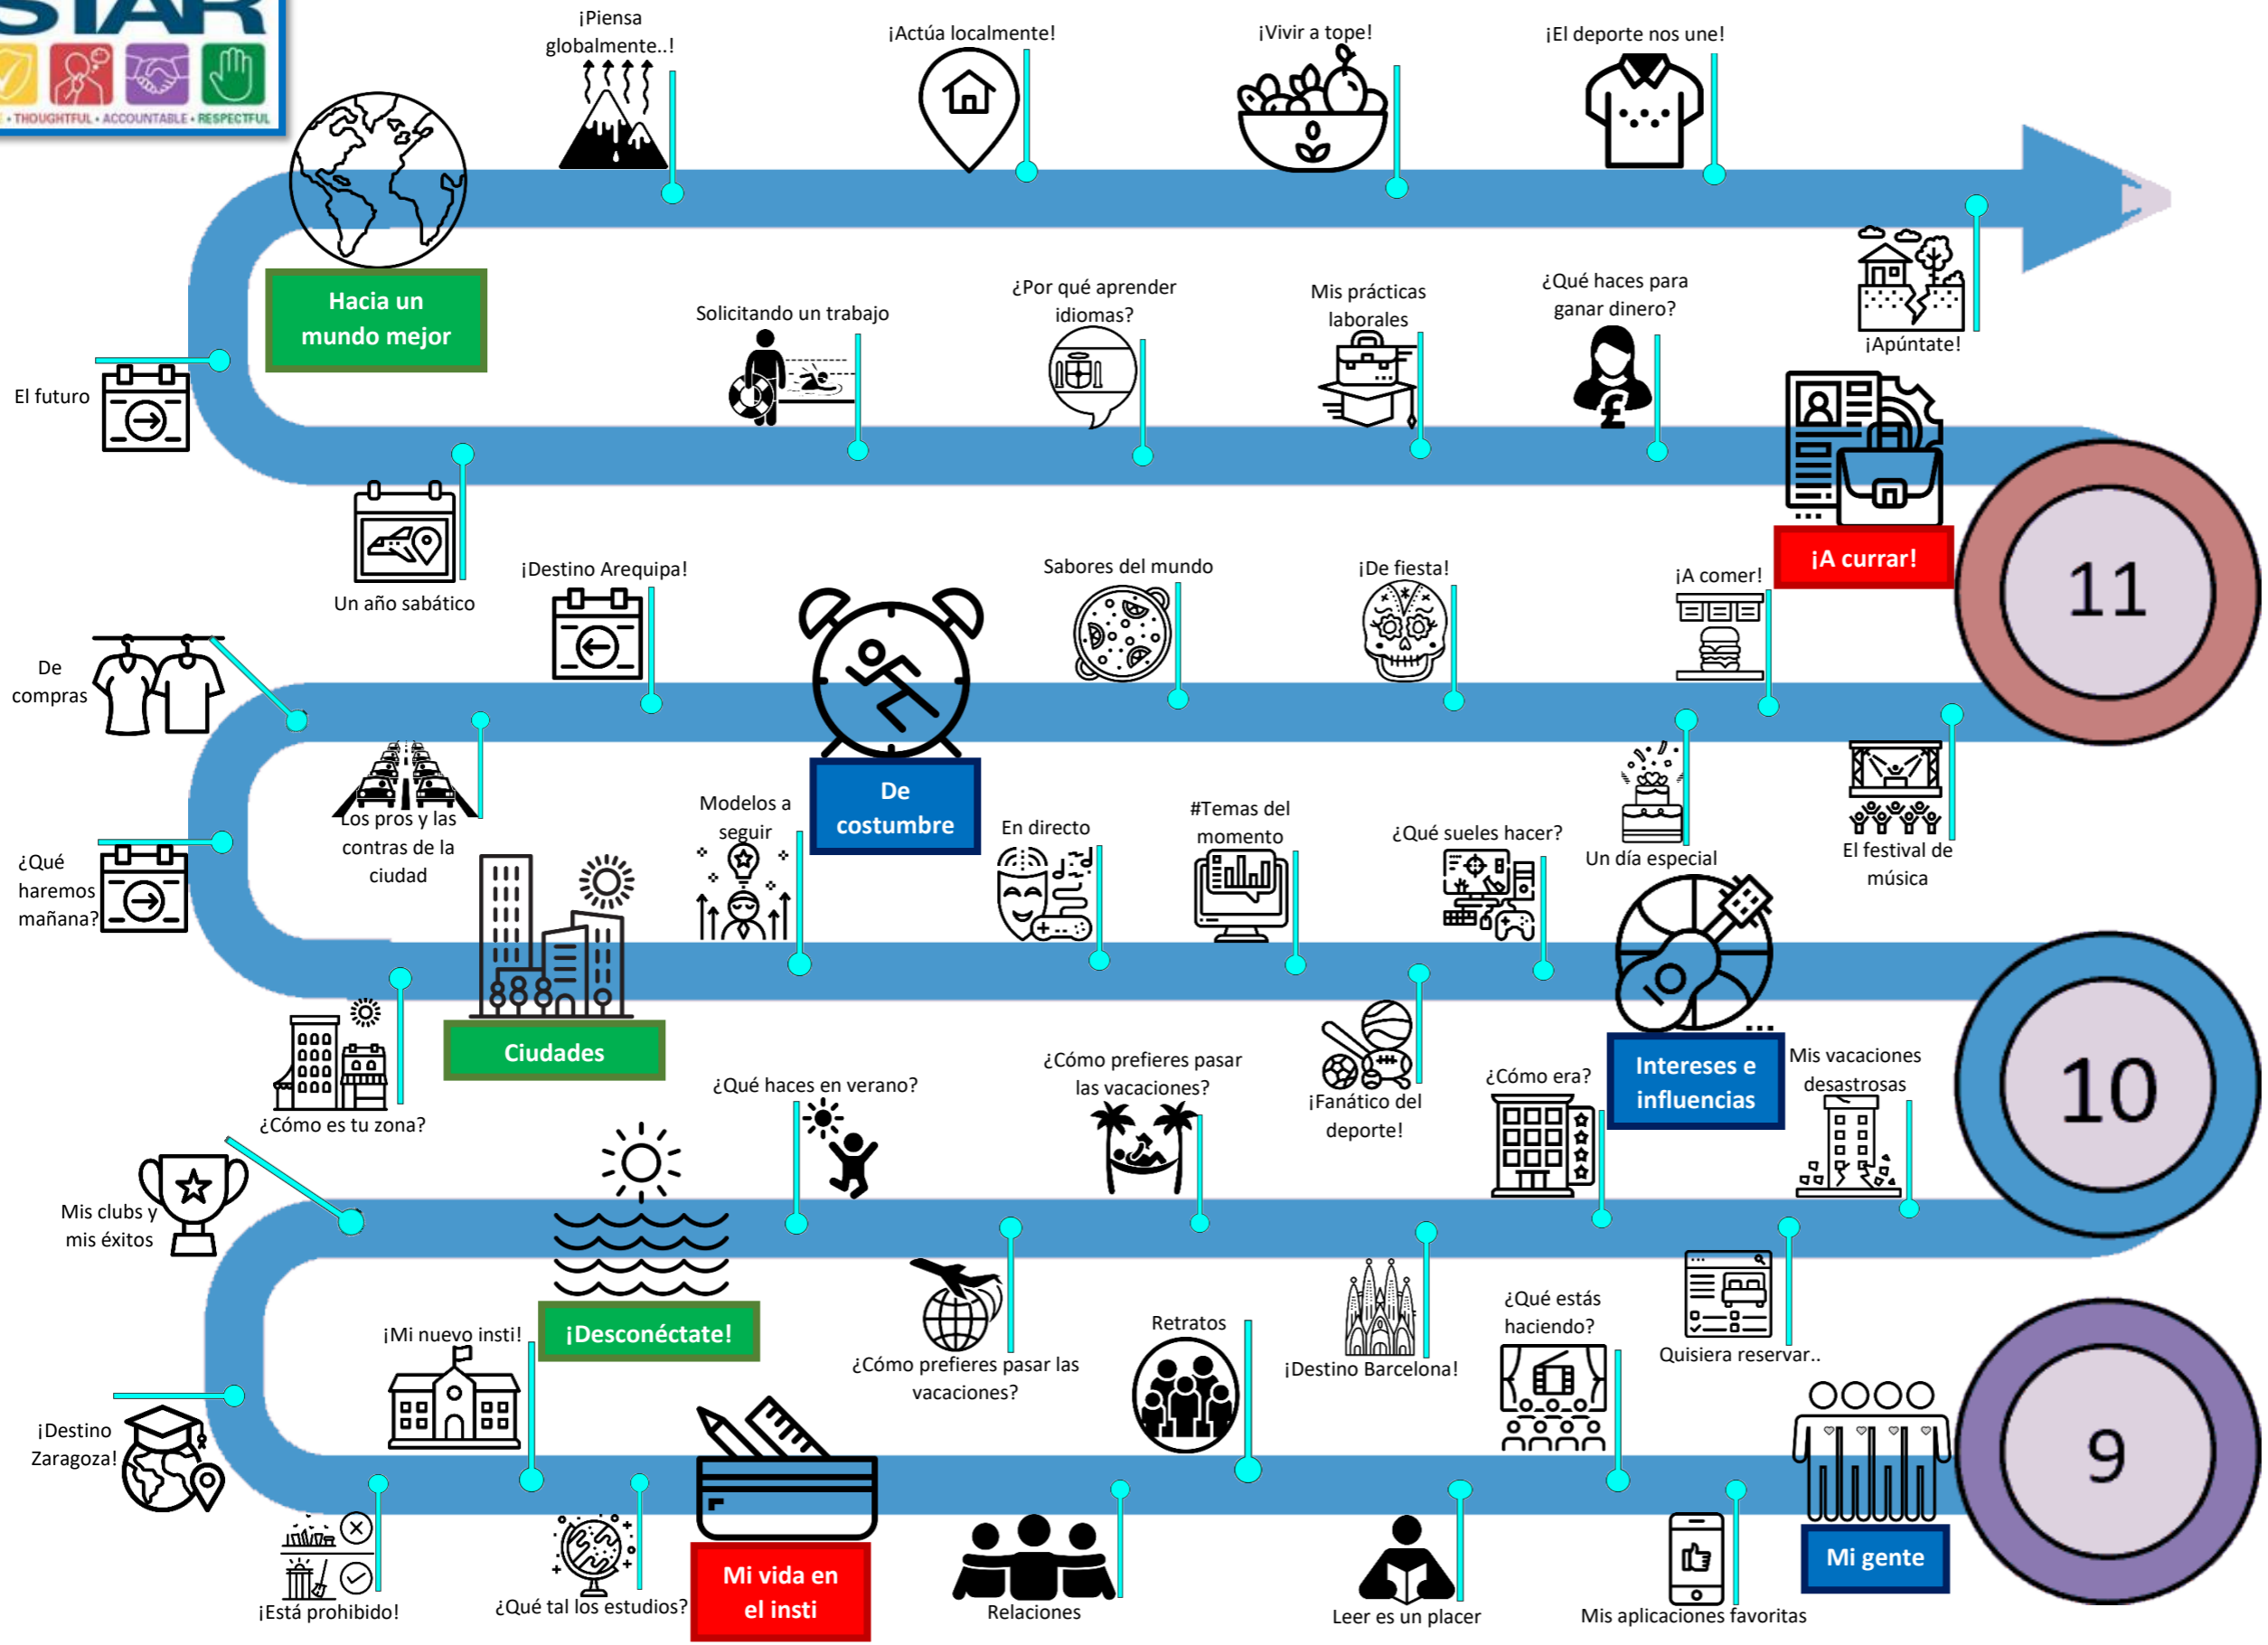 STAR
THOUGHTFUL • ACCOUNTABLE • RESPECTFUL
¡Piensa
globalmente..!
¡Actúa localmente!
¡Vivir a tope!
¡El deporte nos une!
Hacia un
mundo mejor
¡Apúntate!
El futuro
Solicitando un trabajo
¿Por qué aprender
idiomas?
Mis prácticas
laborales
¿Qué haces para
ganar dinero?
¡A currar!
11
Un año sabático
¡Destino Arequipa!
Sabores del mundo
¡De fiesta!
¡A comer!
De
compras
Los pros y las
contras de la
ciudad
De
costumbre
Un día especial
El festival de
música
¿Qué
haremos
mañana?
Modelos a
seguir
En directo
#Temas del
momento
¿Qué sueles hacer?
Ciudades
Intereses e
influencias
10
¿Cómo es tu zona?
¡Fanático del
deporte!
¿Qué haces en verano?
¿Cómo prefieres pasar
las vacaciones?
¿Cómo era?
Mis vacaciones
desastrosas
Mis clubs y
mis éxitos
¡Desconéctate!
¿Cómo prefieres pasar las
vacaciones?
¡Destino Barcelona!
Quisiera reservar..
¡Destino
Zaragoza!
¡Mi nuevo insti!
Retratos
¿Qué estás
haciendo?
Mi gente
9
¡Está prohibido!
¿Qué tal los estudios?
Mi vida en
el insti
Relaciones
Leer es un placer
Mis aplicaciones favoritas